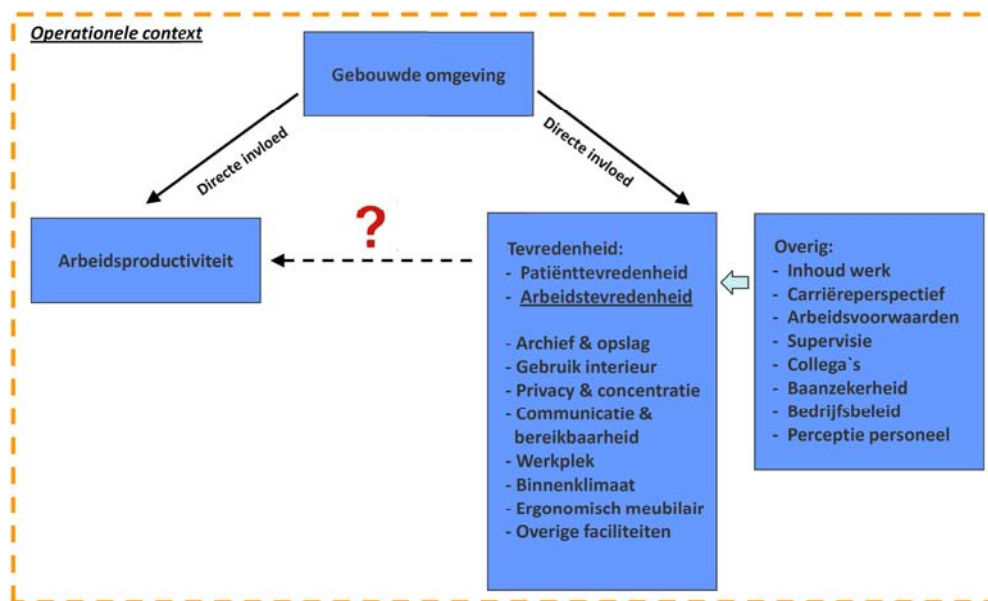 Operationele context
Gebouwde omgeving
Directe invloed
Directe invloed
?
Arbeidsproductiviteit
Tevredenheid:
- Patiënttevredenheid
- Arbeidstevredenheid
- Archief & opslag
- Gebruik interieur
- Privacy & concentratie
- Communicatie &
bereikbaarheid
- Werkplek
- Binnenklimaat
- Ergonomisch meubilair
- Overige faciliteiten
Overig:
- Inhoud werk
- Carrièreperspectief
- Arbeidsvoorwaarden
- Supervisie
- Collega`s
- Baanzekerheid
- Bedrijfsbeleid
- Perceptie personeel